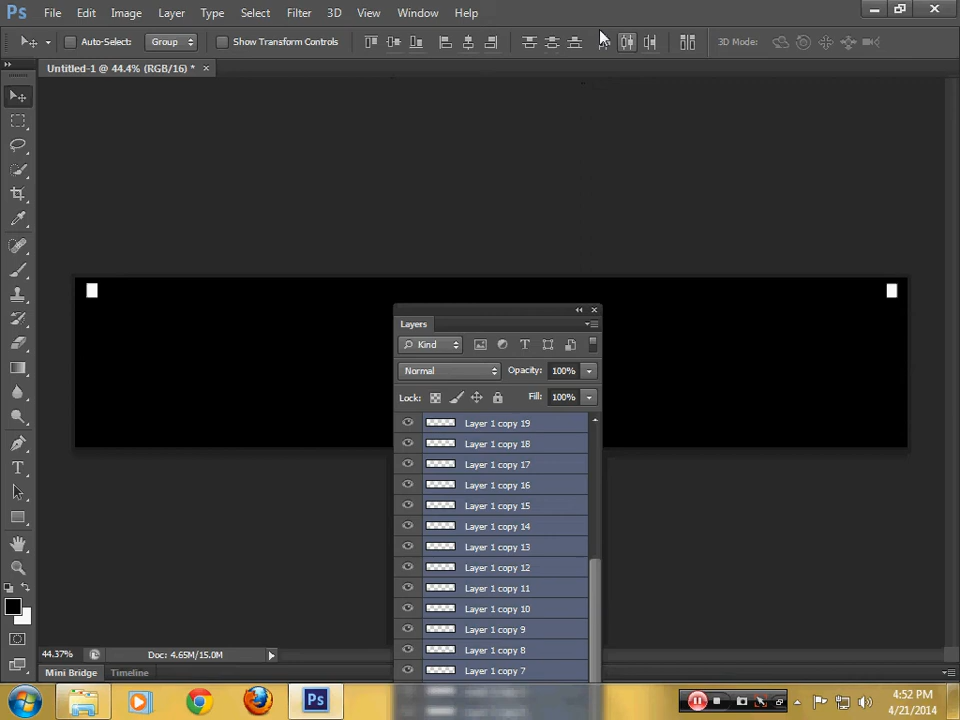 Ps File Edit Image Layer Type Select Filter 3D View Window Help
Auto-Select: Group Show Transform Controls 3D Mode:
Untitled-1 @ 44.4% (RGB/16) * ×
Layers
Kind
Normal Opacity: 100%
Lock: Fill: 100%
Layer 1 copy 19
Layer 1 copy 18
Layer 1 copy 17
Layer 1 copy 16
Layer 1 copy 15
Layer 1 copy 14
Layer 1 copy 13
Layer 1 copy 12
Layer 1 copy 11
Layer 1 copy 10
Layer 1 copy 9
Layer 1 copy 8
Layer 1 copy 7
44.37% Doc: 4.65M/15.0M
Mini Bridge Timeline
Ps
4:52 PM
4/21/2014